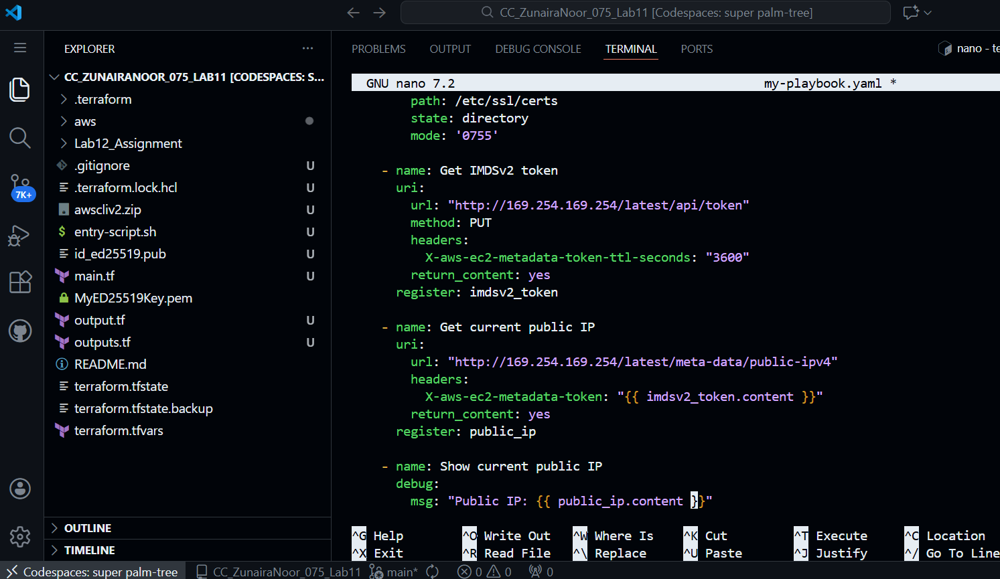 CC_ZunairaNoor_075_Lab11 [Codespaces: super palm-tree]
EXPLORER
...
CC_ZUNAIRANOOR_075_LAB11 [CODESPACES: S...
.terraform
aws
Lab12_Assignment
.gitignore U
.terraform.lock.hcl U
awscliv2.zip U
$ entry-script.sh U
id_ed25519.pub U
main.tf U
MyED25519Key.pem
output.tf U
outputs.tf U
README.md
terraform.tfstate
terraform.tfstate.backup
terraform.tfvars
7K+
OUTLINE
TIMELINE
PROBLEMS OUTPUT DEBUG CONSOLE TERMINAL PORTS
nano - te
GNU nano 7.2 my-playbook.yaml *
path: /etc/ssl/certs
state: directory
mode: '0755'
- name: Get IMDSv2 token
uri:
url: "http://169.254.169.254/latest/api/token"
method: PUT
headers:
X-aws-ec2-metadata-token-ttl-seconds: "3600"
return_content: yes
register: imdsv2_token
- name: Get current public IP
uri:
url: "http://169.254.169.254/latest/meta-data/public-ipv4"
headers:
X-aws-ec2-metadata-token: "{{ imdsv2_token.content }}"
return_content: yes
register: public_ip
- name: Show current public IP
debug:
msg: "Public IP: {{ public_ip.content }}"
^G Help ^O Write Out ^W Where Is ^K Cut ^T Execute ^C Location
^X Exit ^R Read File ^\ Replace ^U Paste ^J Justify ^/ Go To Line
Codespaces: super palm-tree CC_ZunairaNoor_075_Lab11 main* 0 0 0